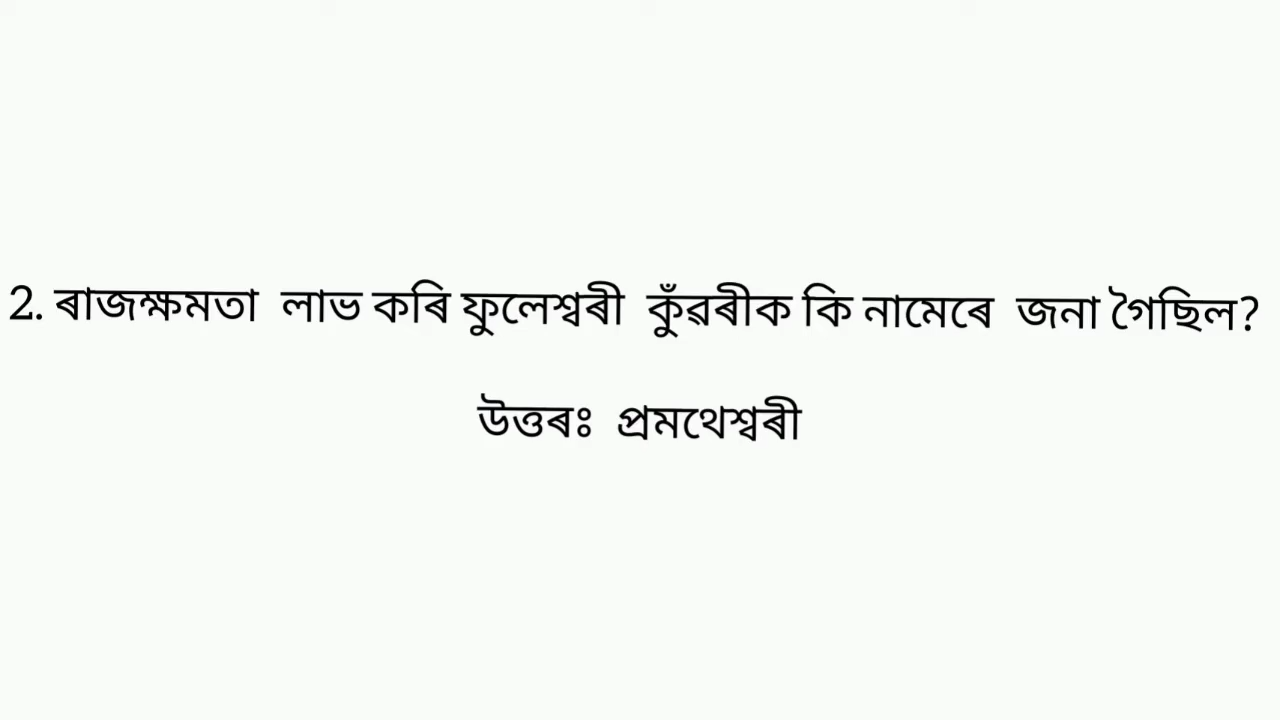 2. ৰাজক্ষমতা লাভ কৰি ফুলেশ্বৰী কুঁৱৰীক কি নামেৰে জনা গৈছিল?
উত্তৰঃ প্ৰমথেশ্বৰী